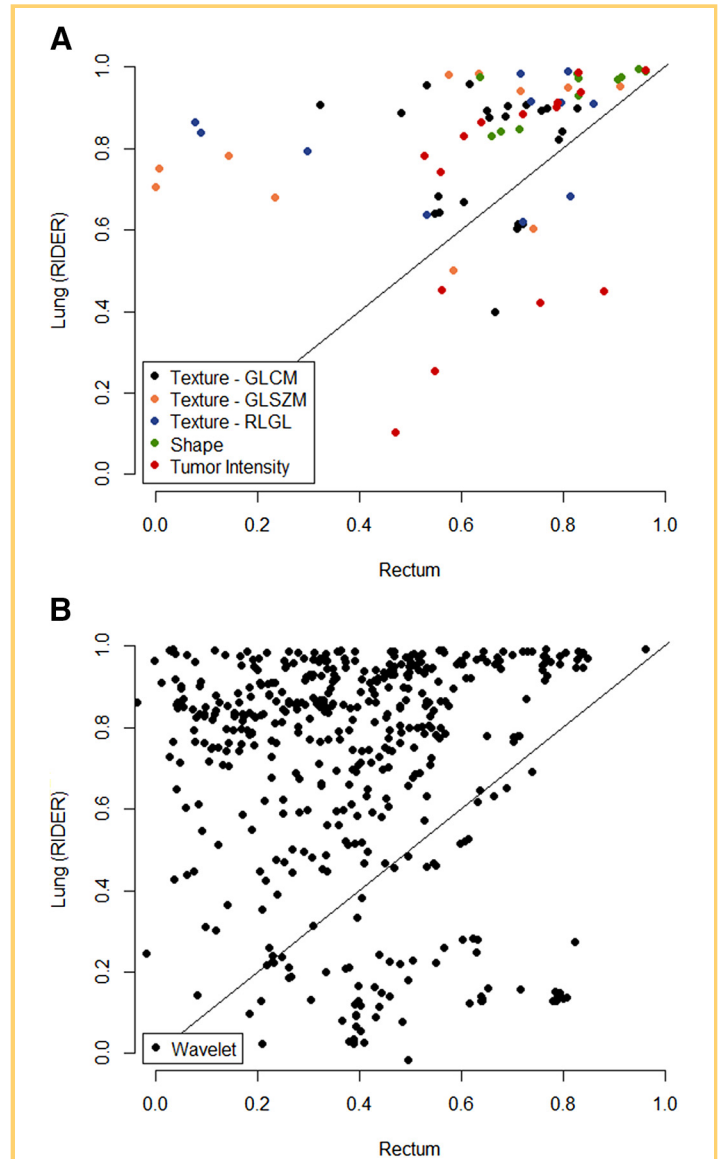 A
1.0
0.8
0.6
0.4
0.2
0.0
Lung (RIDER)
Texture - GLCM
Texture - GLSZM
Texture - RLGL
Shape
Tumor Intensity
0.0 0.2 0.4 0.6 0.8 1.0
Rectum
B
1.0
0.8
0.6
0.4
0.2
0.0
Lung (RIDER)
Wavelet
0.0 0.2 0.4 0.6 0.8 1.0
Rectum